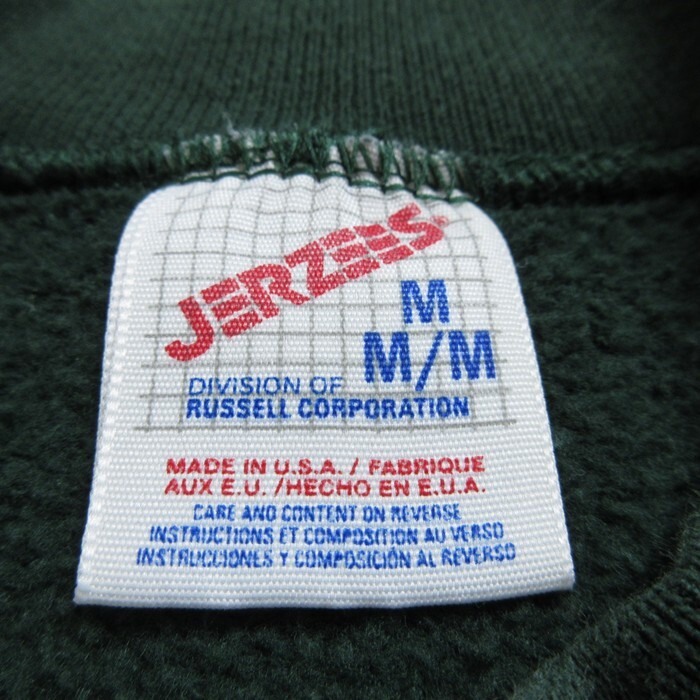 JERZEES®
M
M/M
DIVISION OF
RUSSELL CORPORATION
MADE IN U.S.A. / FABRIQUE
AUX E.U. /HECHO EN E.U.A.
CARE AND CONTENT ON REVERSE
INSTRUCTIONS ET COMPOSITION AU VERSO
INSTRUCCIONES Y COMPOSICIÓN AL REVERSO